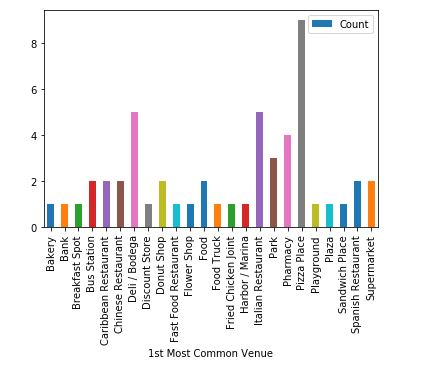 Count
8
6
4
2
0
Bakery
Bank
Breakfast Spot
Bus Station
Caribbean Restaurant
Chinese Restaurant
Deli / Bodega
Discount Store
Donut Shop
Fast Food Restaurant
Flower Shop
Food
Food Truck
Fried Chicken Joint
Harbor / Marina
Italian Restaurant
Park
Pharmacy
Pizza Place
Playground
Plaza
Sandwich Place
Spanish Restaurant
Supermarket
1st Most Common Venue